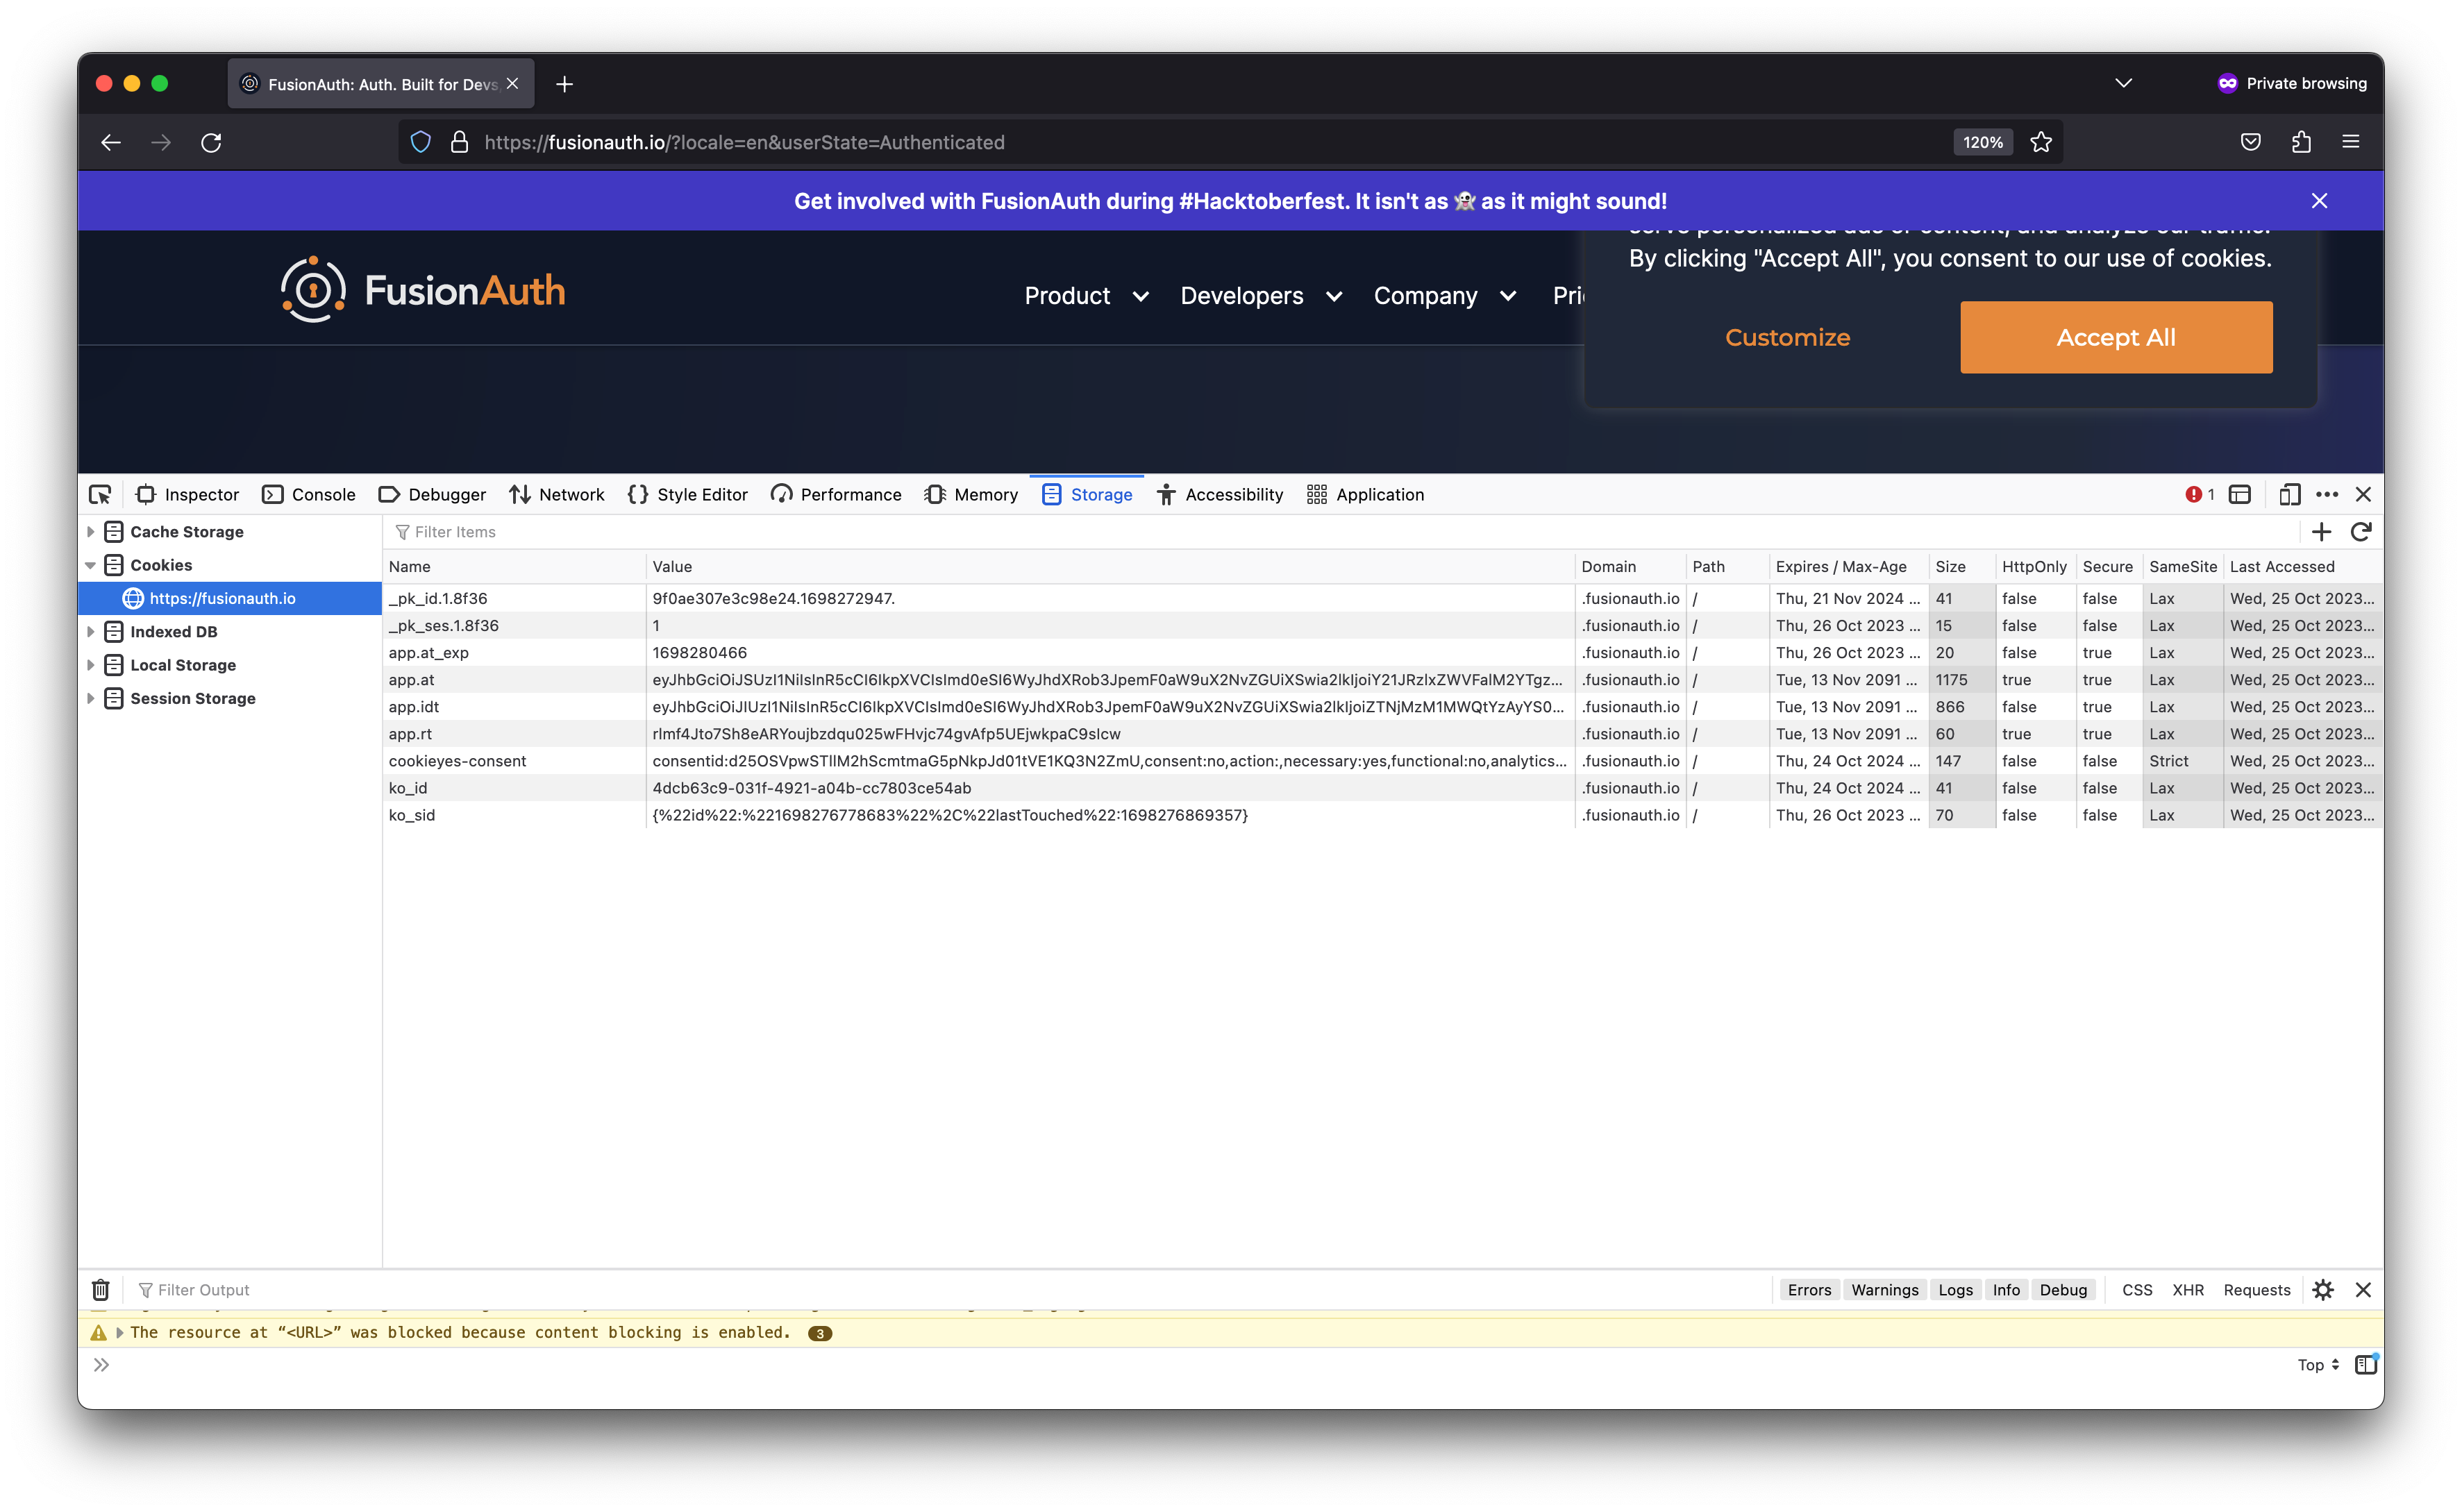 FusionAuth: Auth. Built for Devs,
Private browsing
https://fusionauth.io/?locale=en&userState=Authenticated
120%
Get involved with FusionAuth during #Hacktoberfest. It isn't as 👻 as it might sound!
serve personalized ads or content, and analyze our traffic.
By clicking "Accept All", you consent to our use of cookies.
FusionAuth
Product Developers Company Pri
Customize Accept All
Inspector Console Debugger Network Style Editor Performance Memory Storage Accessibility Application 1
Cache Storage
Cookies
https://fusionauth.io
Indexed DB
Local Storage
Session Storage
Filter Items
Name Value Domain Path Expires / Max-Age Size HttpOnly Secure SameSite Last Accessed
_pk_id.1.8f36 9f0ae307e3c98e24.1698272947. .fusionauth.io / Thu, 21 Nov 2024 ... 41 false false Lax Wed, 25 Oct 2023...
_pk_ses.1.8f36 1 .fusionauth.io / Thu, 26 Oct 2023 ... 15 false false Lax Wed, 25 Oct 2023...
app.at_exp 1698280466 .fusionauth.io / Thu, 26 Oct 2023 ... 20 false true Lax Wed, 25 Oct 2023...
app.at .fusionauth.io / Tue, 13 Nov 2091 ... 1175 true true Lax Wed, 25 Oct 2023...
app.idt .fusionauth.io / Tue, 13 Nov 2091 ... 866 false true Lax Wed, 25 Oct 2023...
app.rt .fusionauth.io / Tue, 13 Nov 2091 ... 60 true true Lax Wed, 25 Oct 2023...
cookieyes-consent .fusionauth.io / Thu, 24 Oct 2024 ... 147 false false Strict Wed, 25 Oct 2023...
ko_id 4dcb63c9-031f-4921-a04b-cc7803ce54ab .fusionauth.io / Thu, 24 Oct 2024 ... 41 false false Lax Wed, 25 Oct 2023...
ko_sid {%22id%22:%221698276778683%22%2C%22lastTouched%22:1698276869357} .fusionauth.io / Thu, 26 Oct 2023 ... 70 false false Lax Wed, 25 Oct 2023...
Filter Output
Errors Warnings Logs Info Debug CSS XHR Requests
The resource at “<URL>” was blocked because content blocking is enabled. 3
Top